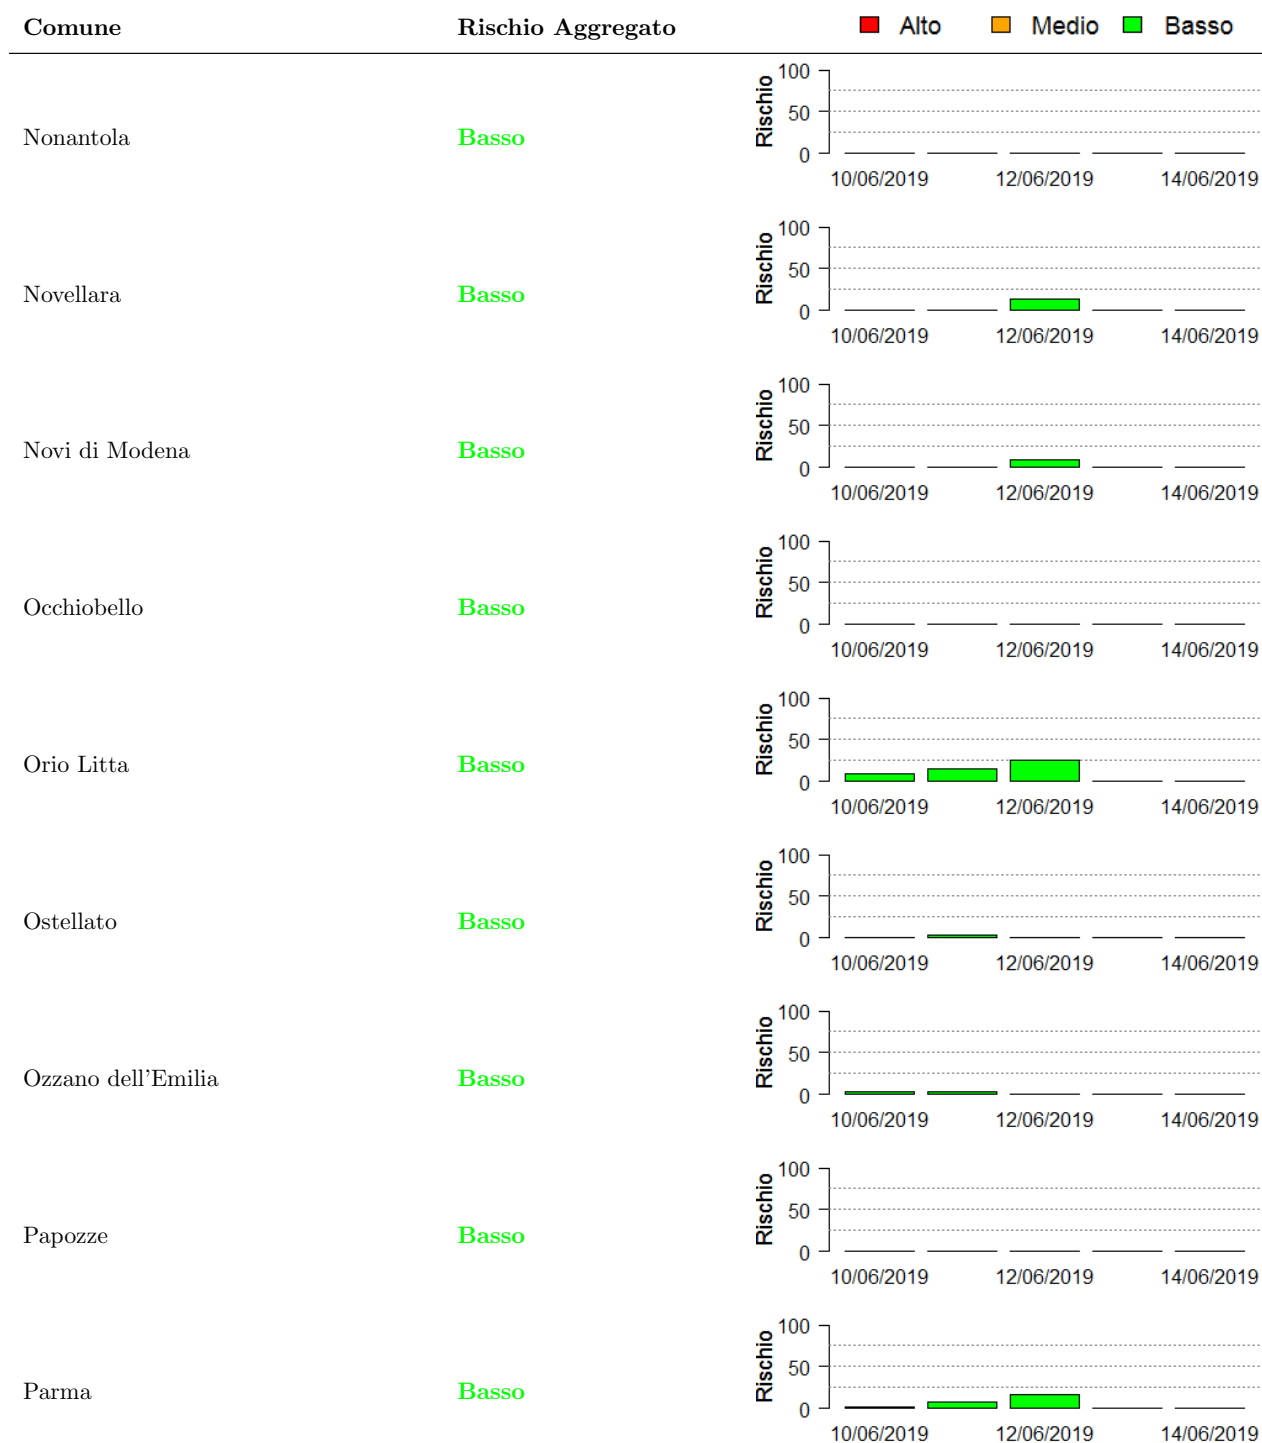 Comune Rischio Aggregato Alto Medio Basso
100
50
0
Rischio
Nonantola Basso
10/06/2019 12/06/2019 14/06/2019
100
50
0
Rischio
Novellara Basso
10/06/2019 12/06/2019 14/06/2019
100
50
0
Rischio
Novi di Modena Basso
10/06/2019 12/06/2019 14/06/2019
100
50
0
Rischio
Occhiobello Basso
10/06/2019 12/06/2019 14/06/2019
100
50
0
Rischio
Orio Litta Basso
10/06/2019 12/06/2019 14/06/2019
100
50
0
Rischio
Ostellato Basso
10/06/2019 12/06/2019 14/06/2019
100
50
0
Rischio
Ozzano dell'Emilia Basso
10/06/2019 12/06/2019 14/06/2019
100
50
0
Rischio
Papozze Basso
10/06/2019 12/06/2019 14/06/2019
100
50
0
Rischio
Parma Basso
10/06/2019 12/06/2019 14/06/2019